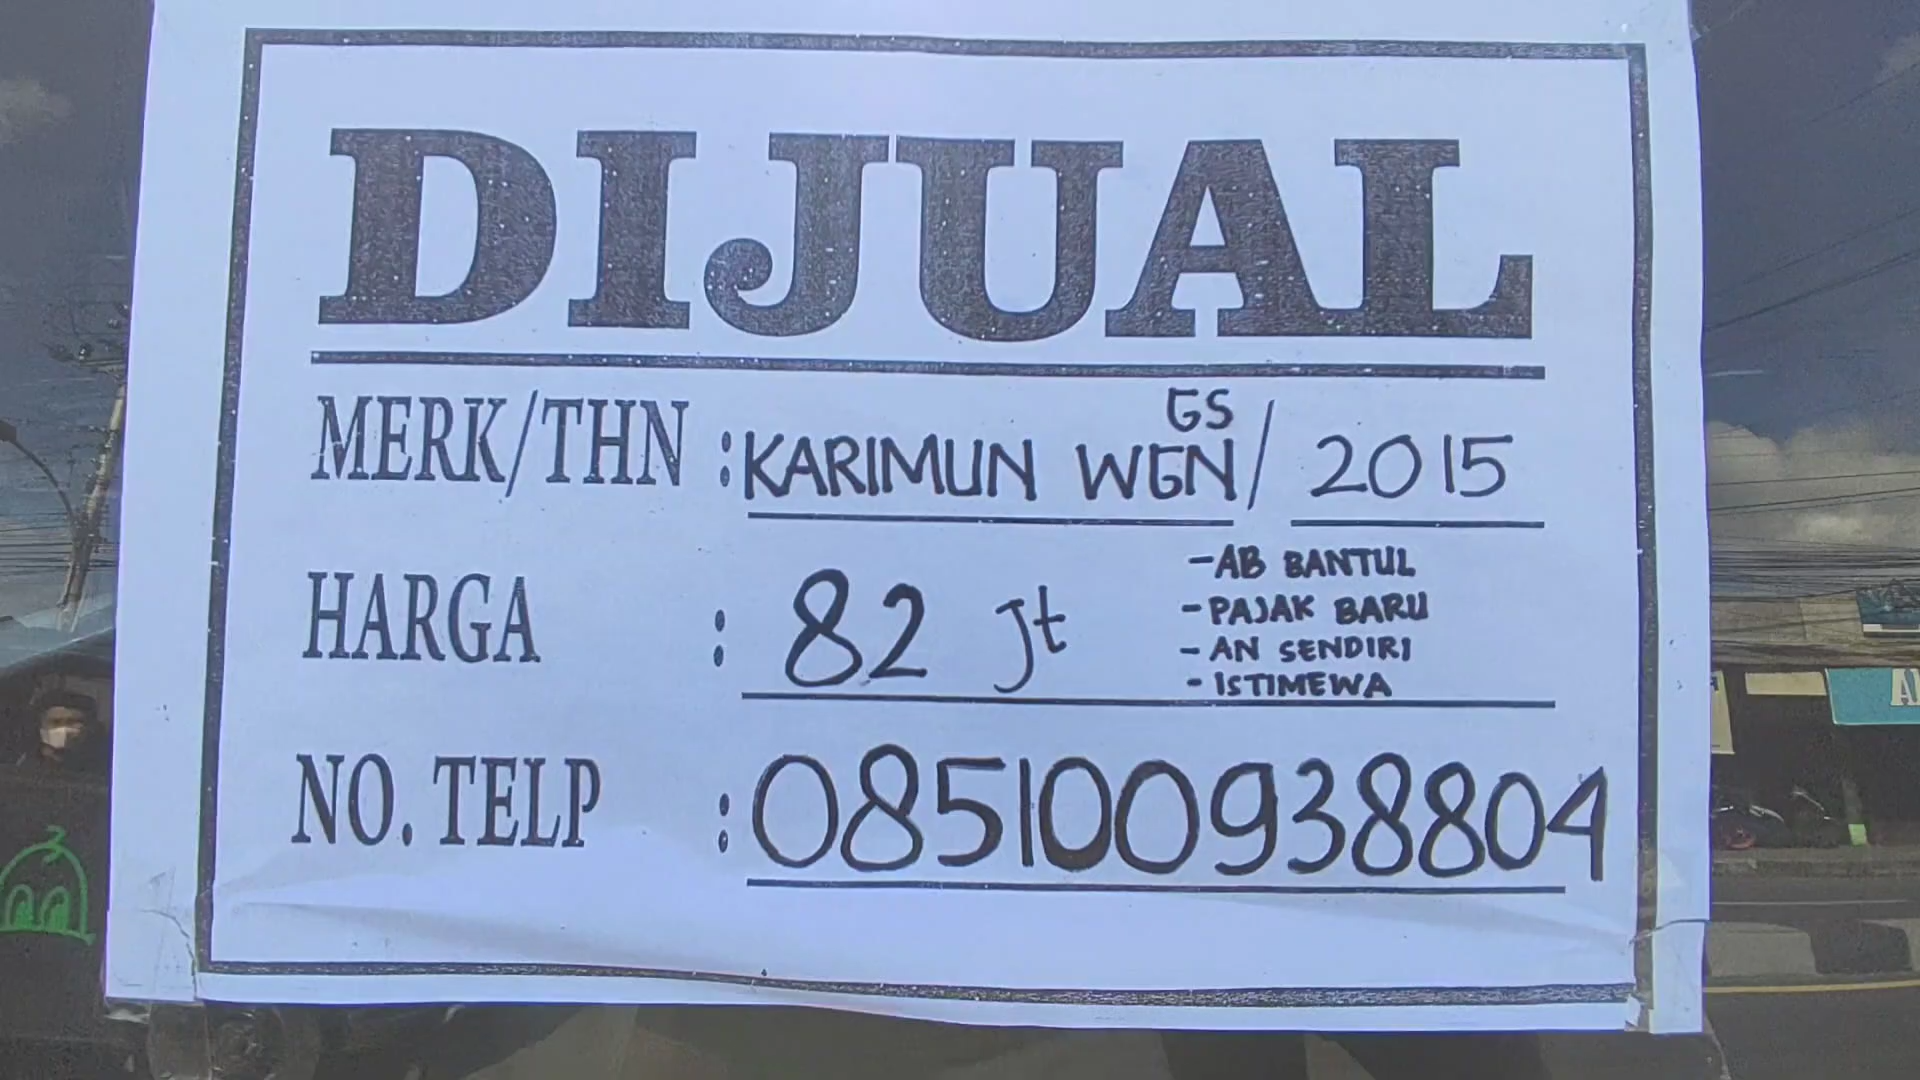 DIJUAL
MERK/THN : KARIMUN WGN GS / 2015
HARGA : 82 Jt
- AB BANTUL
- PAJAK BARU
- AN SENDIRI
- ISTIMEWA
NO. TELP : 085100938804